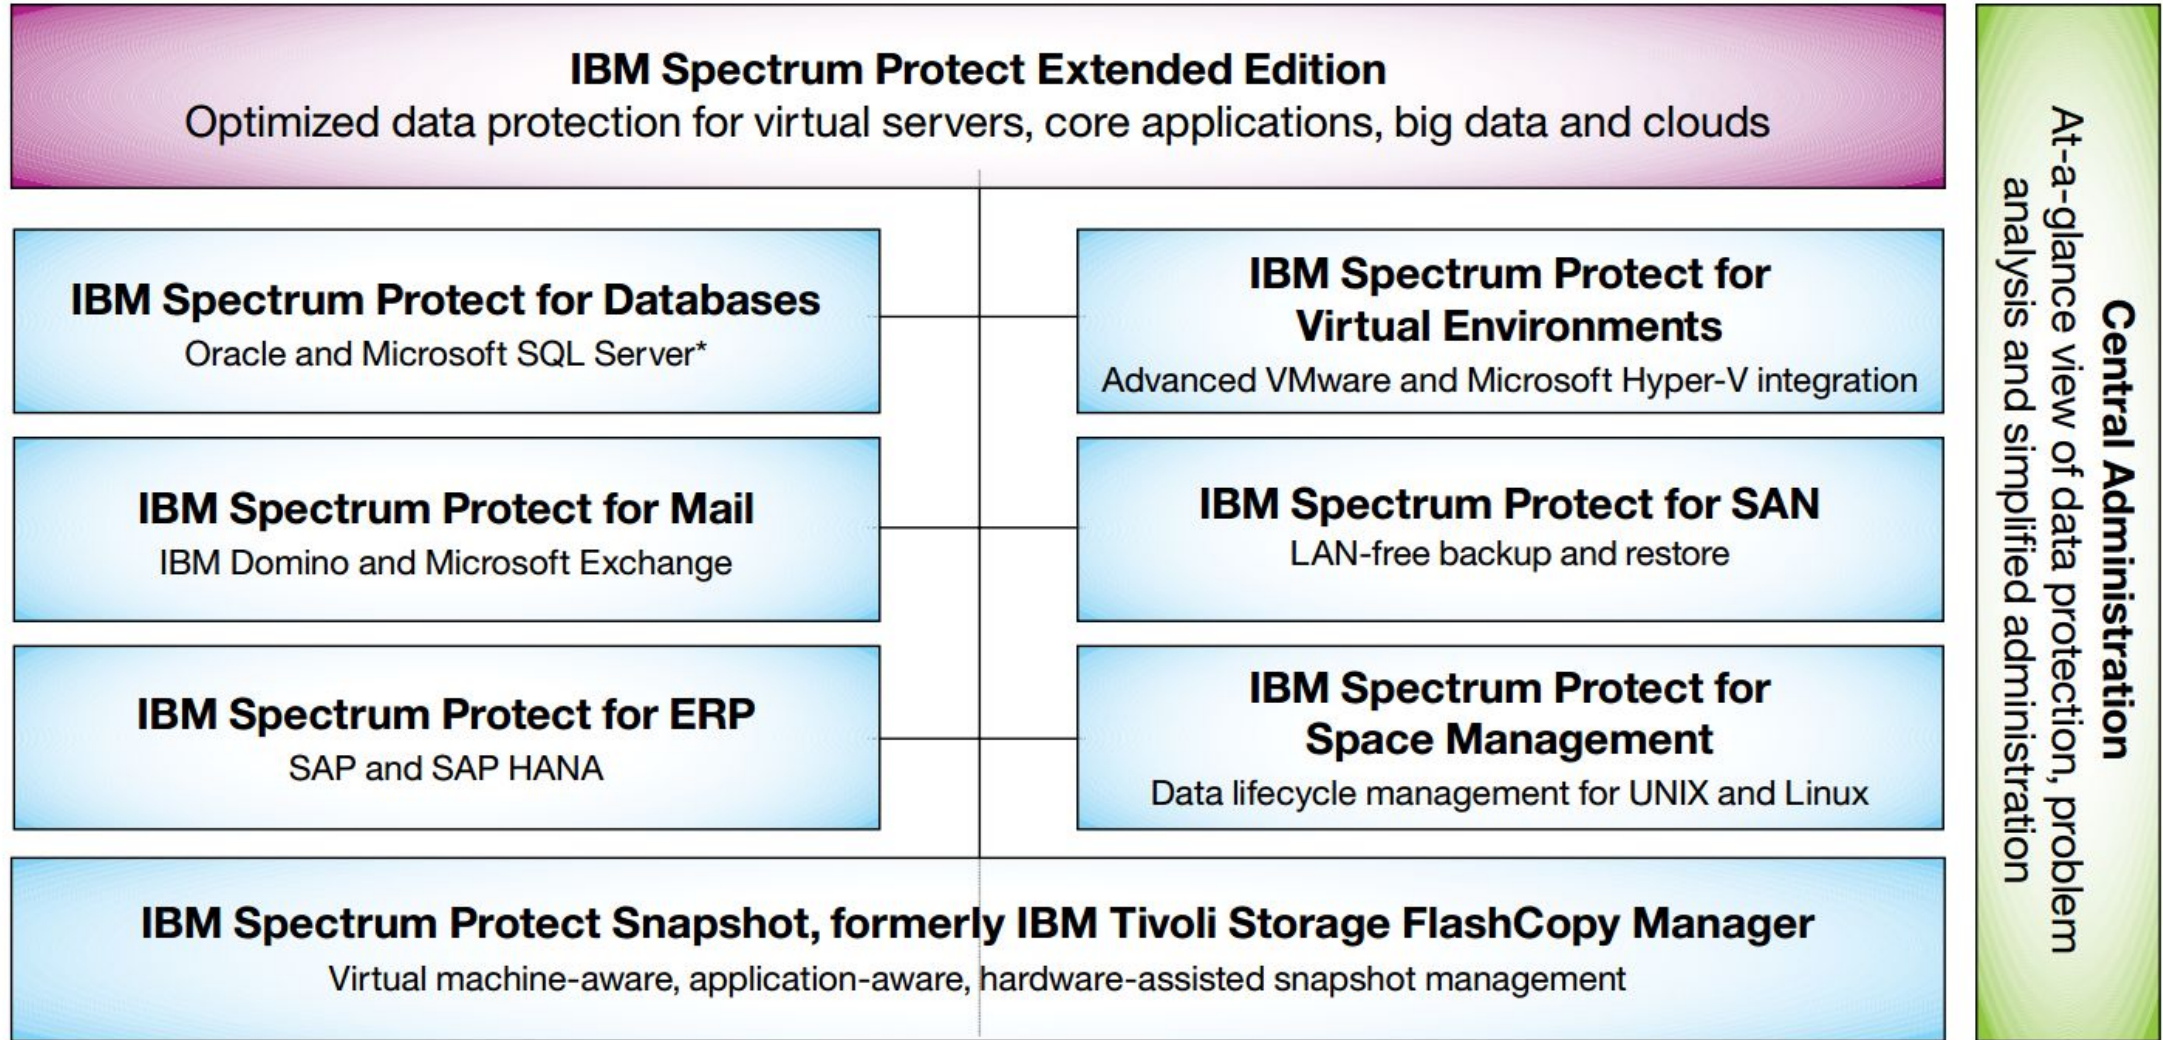 IBM Spectrum Protect Extended Edition
Optimized data protection for virtual servers, core applications, big data and clouds
IBM Spectrum Protect for Databases
Oracle and Microsoft SQL Server*
IBM Spectrum Protect for
Virtual Environments
Advanced VMware and Microsoft Hyper-V integration
IBM Spectrum Protect for Mail
IBM Domino and Microsoft Exchange
IBM Spectrum Protect for SAN
LAN-free backup and restore
IBM Spectrum Protect for ERP
SAP and SAP HANA
IBM Spectrum Protect for
Space Management
Data lifecycle management for UNIX and Linux
IBM Spectrum Protect Snapshot, formerly IBM Tivoli Storage FlashCopy Manager
Virtual machine-aware, application-aware, hardware-assisted snapshot management
Central Administration
At-a-glance view of data protection, problem
analysis and simplified administration